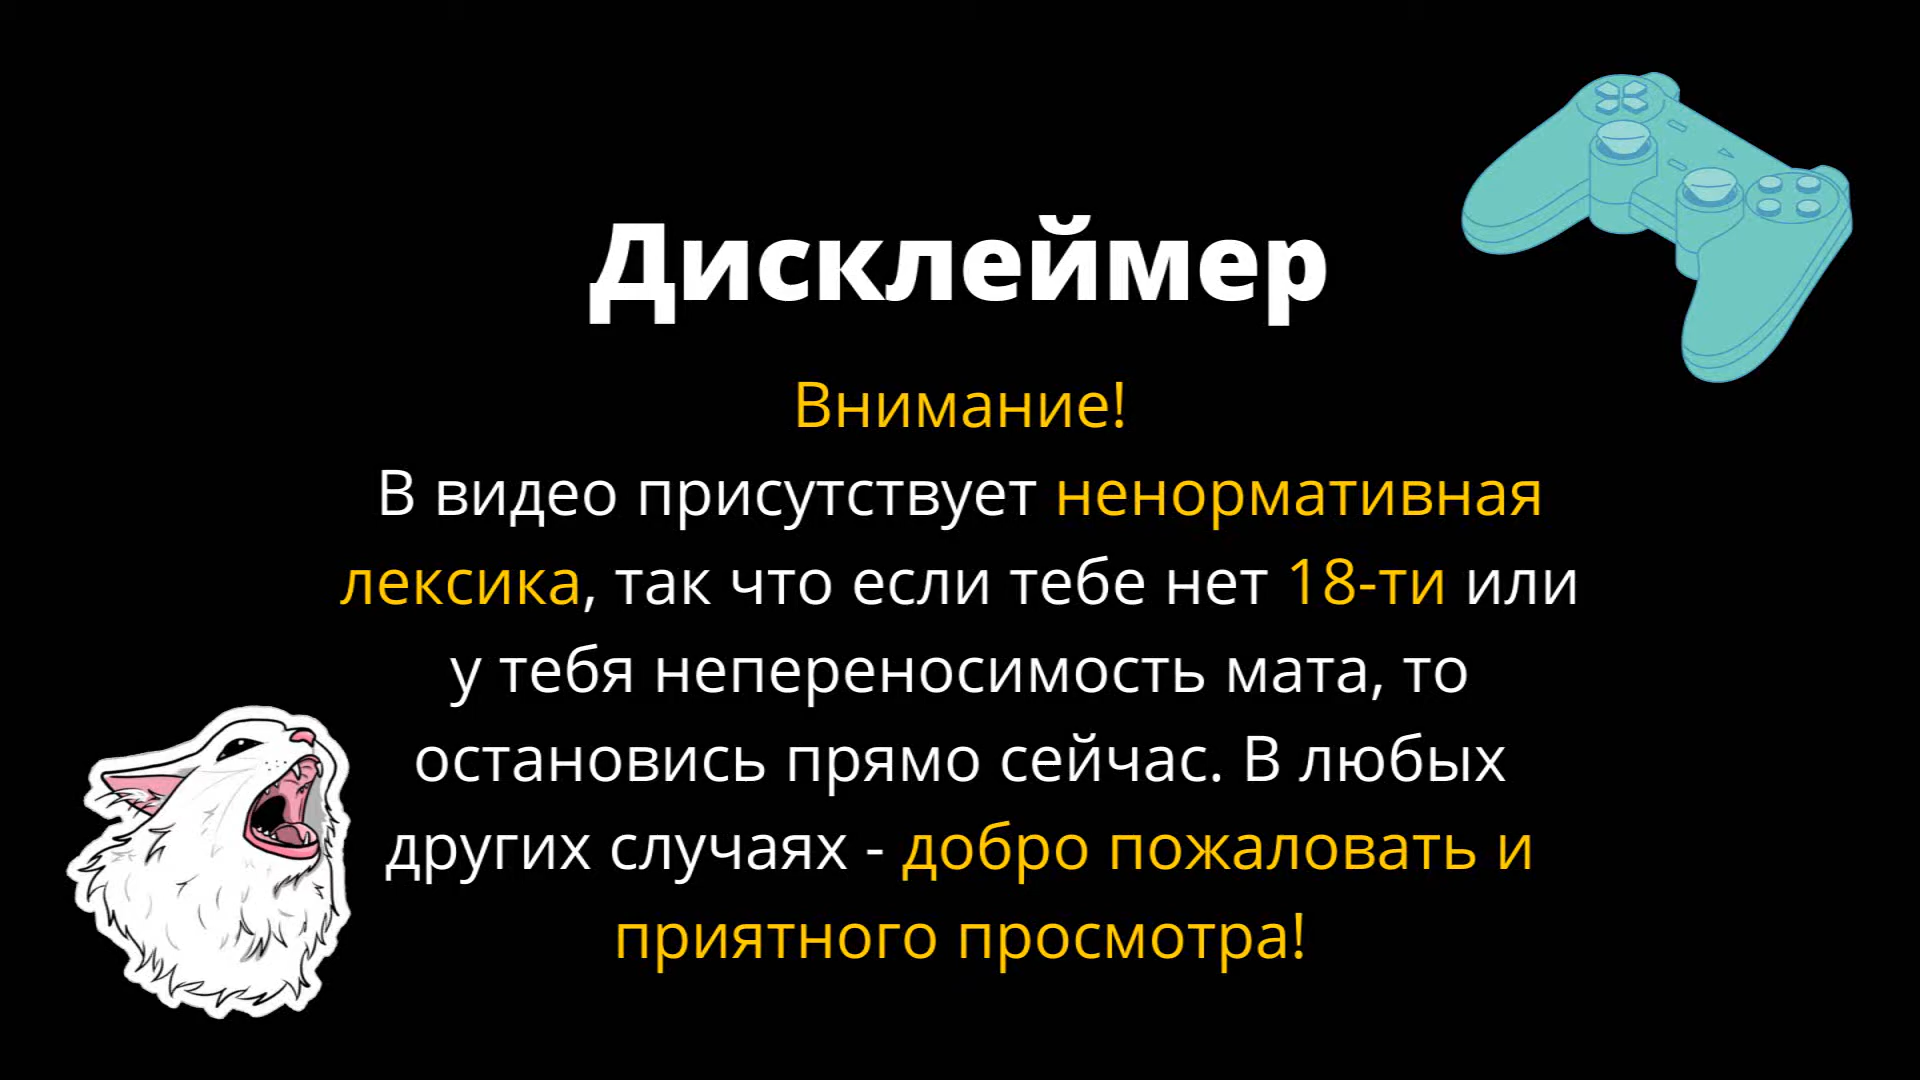 Дисклеймер
Внимание!
В видео присутствует ненормативная
лексика, так что если тебе нет 18-ти или
у тебя непереносимость мата, то
остановись прямо сейчас. В любых
других случаях - добро пожаловать и
приятного просмотра!